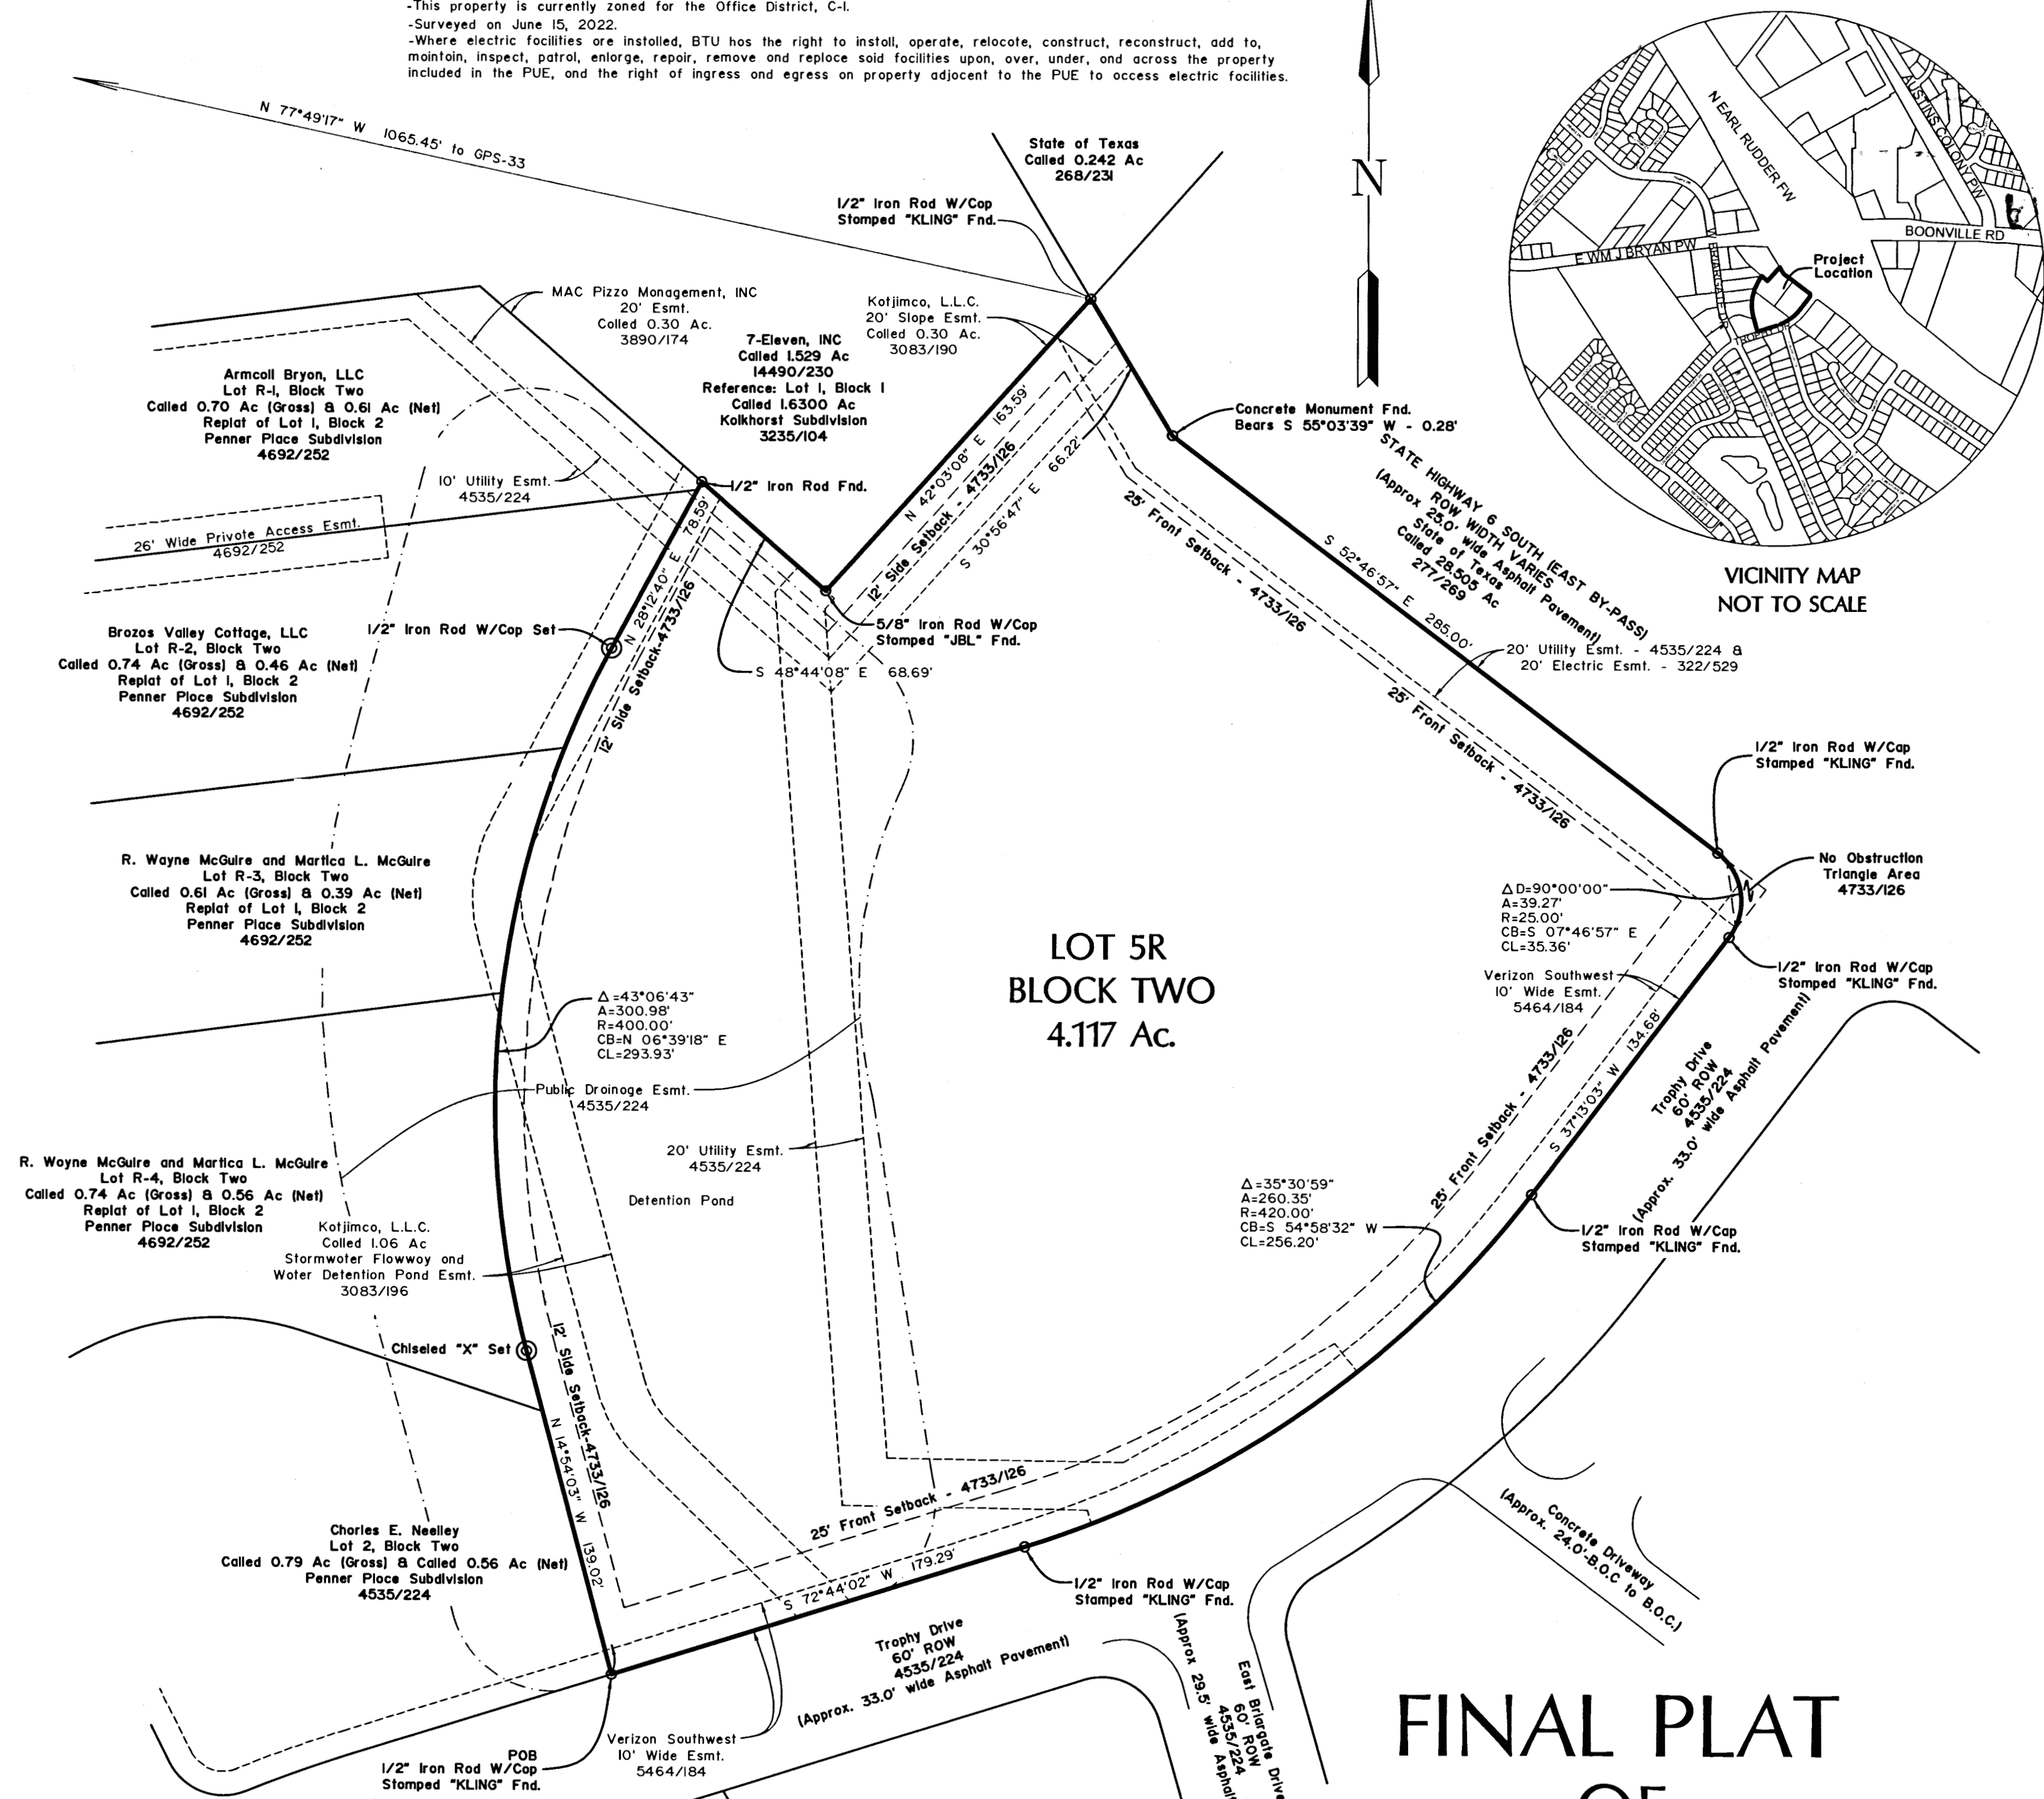 -This property is currently zoned for the Office District, C-1.
-Surveyed on June 15, 2022.
-Where electric facilities are installed, BTU has the right to install, operate, relocate, construct, reconstruct, add to,
maintain, inspect, patrol, enlarge, repair, remove and replace said facilities upon, over, under, and across the property
included in the PUE, and the right of ingress and egress on property adjacent to the PUE to access electric facilities.
N 77°49'17" W 1065.45' to GPS-33
State of Texas
Called 0.242 Ac
268/231
1/2" Iron Rod W/Cap
Stamped "KLING" Fnd.
N
N EARL RUDDER FW
AUSTINS COLONY PW
BOONVILLE RD
E WM J BRYAN PW
W BRIARGATE DR
TROPHY DR
Project
Location
VICINITY MAP
NOT TO SCALE
MAC Pizza Management, INC
20' Esmt.
Called 0.30 Ac.
3890/174
Katjimco, L.L.C.
20' Slope Esmt.
Called 0.30 Ac.
3083/190
7-Eleven, INC
Called 1.529 Ac
14490/230
Reference: Lot 1, Block 1
Called 1.6300 Ac
Kolkhorst Subdivision
3235/104
Armcoll Bryan, LLC
Lot R-1, Block Two
Called 0.70 Ac (Gross) & 0.61 Ac (Net)
Replat of Lot 1, Block 2
Penner Place Subdivision
4692/252
10' Utility Esmt.
4535/224
1/2" Iron Rod Fnd.
26' Wide Private Access Esmt.
4692/252
N 42°03'08" E 163.59'
12' Side Setback - 4733/126
S 30°56'47" E 66.22'
Concrete Monument Fnd.
Bears S 55°03'39" W - 0.28'
STATE HIGHWAY 6 SOUTH (EAST BY-PASS)
ROW WIDTH VARIES
(Approx 25.0' wide Asphalt Pavement)
State of Texas
Called 28.505 Ac
277/269
25' Front Setback - 4733/126
S 52°46'57" E 285.00'
20' Utility Esmt. - 4535/224 &
20' Electric Esmt. - 322/529
25' Front Setback - 4733/126
N 28°12'40" E 78.59'
12' Side Setback-4733/126
1/2" Iron Rod W/Cap Set
5/8" Iron Rod W/Cap
Stamped "JBL" Fnd.
S 48°44'08" E 68.69'
Brazos Valley Cottage, LLC
Lot R-2, Block Two
Called 0.74 Ac (Gross) & 0.46 Ac (Net)
Replat of Lot 1, Block 2
Penner Place Subdivision
4692/252
1/2" Iron Rod W/Cap
Stamped "KLING" Fnd.
R. Wayne McGuire and Martica L. McGuire
Lot R-3, Block Two
Called 0.61 Ac (Gross) & 0.39 Ac (Net)
Replat of Lot 1, Block 2
Penner Place Subdivision
4692/252
No Obstruction
Triangle Area
4733/126
Δ D=90°00'00"
A=39.27'
R=25.00'
CB=S 07°46'57" E
CL=35.36'
LOT 5R
BLOCK TWO
4.117 Ac.
1/2" Iron Rod W/Cap
Stamped "KLING" Fnd.
Verizon Southwest
10' Wide Esmt.
5464/184
Δ=43°06'43"
A=300.98'
R=400.00'
CB=N 06°39'18" E
CL=293.93'
25' Front Setback - 4733/126
S 37°13'03" W 134.68'
Trophy Drive
60' ROW
4535/224
(Approx. 33.0' wide Asphalt Pavement)
Public Drainage Esmt.
4535/224
20' Utility Esmt.
4535/224
Detention Pond
R. Wayne McGuire and Martica L. McGuire
Lot R-4, Block Two
Called 0.74 Ac (Gross) & 0.56 Ac (Net)
Replat of Lot 1, Block 2
Penner Place Subdivision
4692/252
Katjimco, L.L.C.
Called 1.06 Ac
Stormwater Flowway and
Water Detention Pond Esmt.
3083/196
Δ=35°30'59"
A=260.35'
R=420.00'
CB=S 54°58'32" W
CL=256.20'
1/2" Iron Rod W/Cap
Stamped "KLING" Fnd.
Chiseled "X" Set
12' Side Setback-4733/126
N 14°54'03" W 139.02'
25' Front Setback - 4733/126
S 72°44'02" W 179.29'
Concrete Driveway
(Approx. 24.0'-B.O.C to B.O.C.)
Charles E. Neelley
Lot 2, Block Two
Called 0.79 Ac (Gross) & Called 0.56 Ac (Net)
Penner Place Subdivision
4535/224
1/2" Iron Rod W/Cap
Stamped "KLING" Fnd.
Trophy Drive
60' ROW
4535/224
(Approx. 33.0' wide Asphalt Pavement)
East Briargate Drive
60' ROW
4535/224
(Approx 29.5' wide Asphalt
Verizon Southwest
10' Wide Esmt.
5464/184
POB
1/2" Iron Rod W/Cap
Stamped "KLING" Fnd.
FINAL PLAT
OF